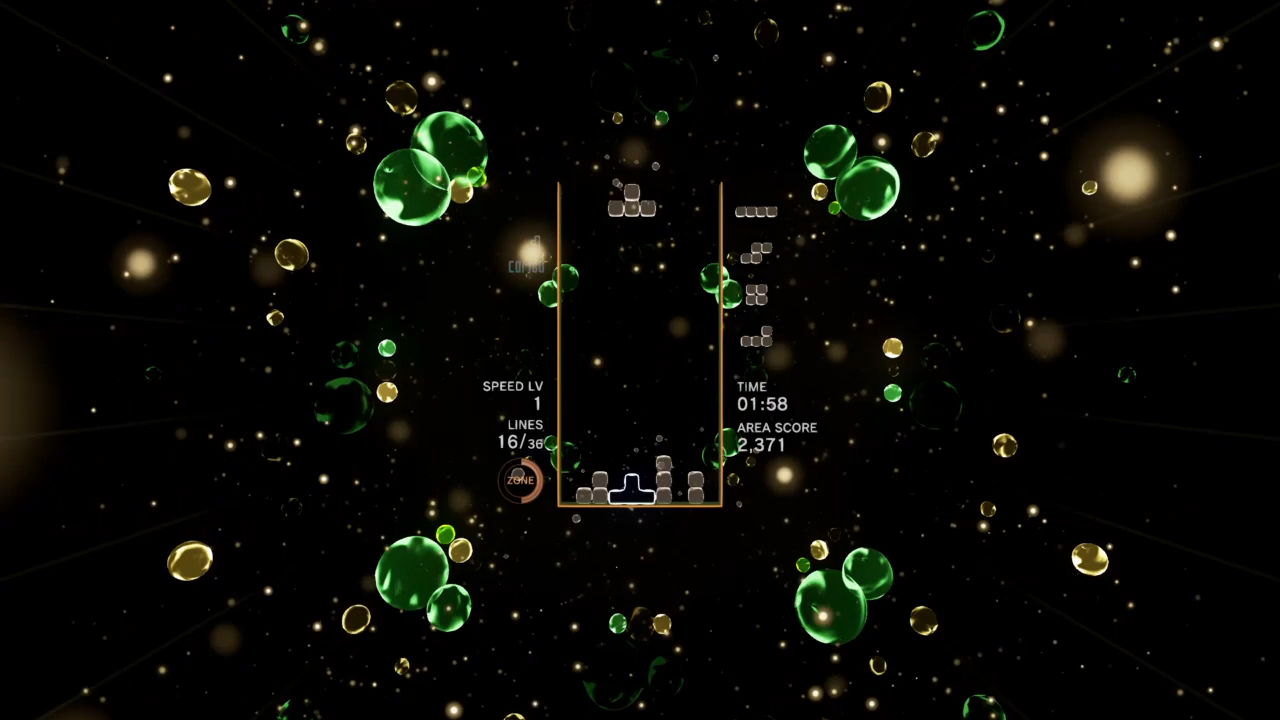 SPEED LV
1
LINES
16/36
ZONE
TIME
01:58
AREA SCORE
2,371